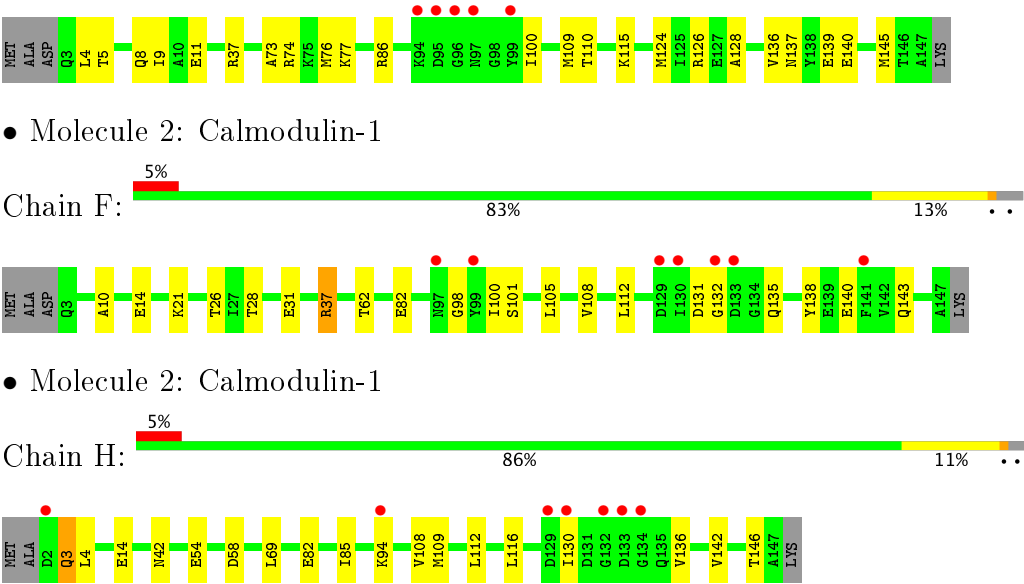 MET ALA ASP Q3 L4 T5 Q8 I9 A10 E11 R37 A73 R74 K75 M76 K77 R86 K94 D95 G96 N97 G98 Y99 I100 M109 T110 K115 M124 I125 R126 E127 A128 V136 N137 Y138 E139 E140 M145 T146 A147 LYS
• Molecule 2: Calmodulin-1
5%
Chain F:
83% 13% • •
MET ALA ASP Q3 A10 E14 K21 T26 I27 T28 E31 R37 T62 E82 N97 G98 Y99 I100 S101 L105 V108 L112 D129 I130 D131 G132 D133 G134 Q135 Y138 E139 E140 F141 V142 Q143 A147 LYS
• Molecule 2: Calmodulin-1
5%
Chain H:
86% 11% • •
MET ALA D2 Q3 L4 E14 N42 E54 D58 L69 E82 I85 K94 V108 M109 L112 L116 D129 I130 D131 G132 D133 G134 Q135 V136 V142 T146 A147 LYS